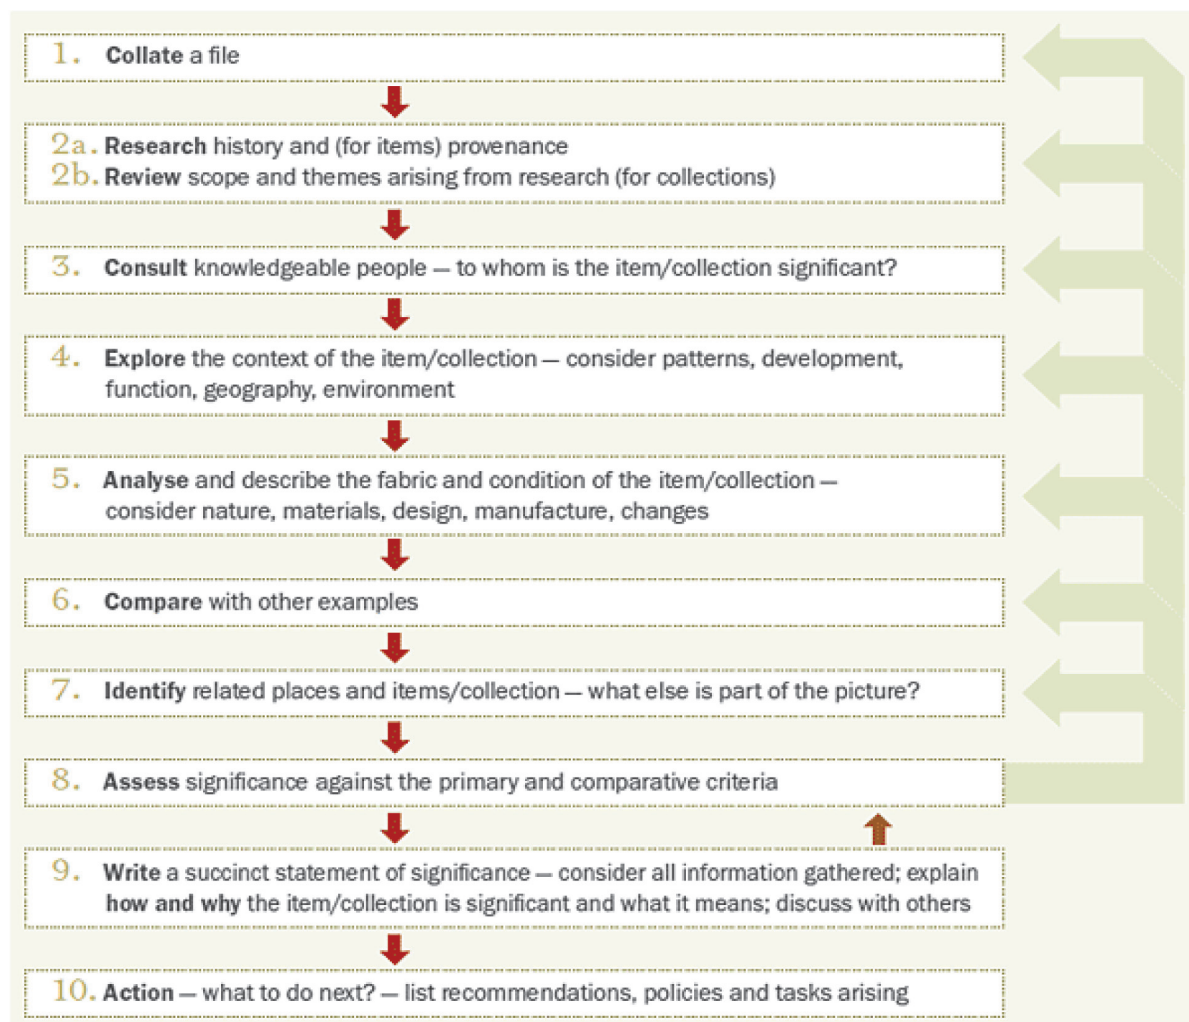 1. Collate a file
2a. Research history and (for items) provenance
2b. Review scope and themes arising from research (for collections)
3. Consult knowledgeable people — to whom is the item/collection significant?
4. Explore the context of the item/collection — consider patterns, development,
function, geography, environment
5. Analyse and describe the fabric and condition of the item/collection —
consider nature, materials, design, manufacture, changes
6. Compare with other examples
7. Identify related places and items/collection — what else is part of the picture?
8. Assess significance against the primary and comparative criteria
9. Write a succinct statement of significance — consider all information gathered; explain
how and why the item/collection is significant and what it means; discuss with others
10. Action — what to do next? — list recommendations, policies and tasks arising